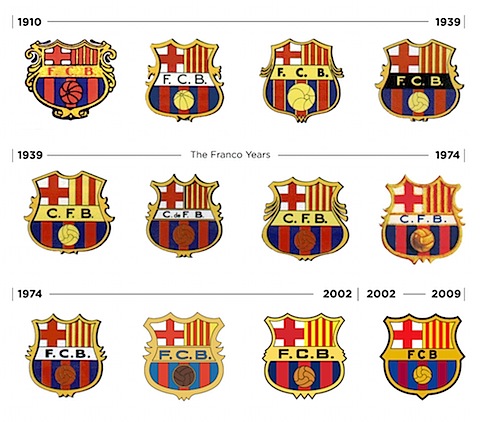 1910 1939
F. C. B. F. C. B. F. C. B. F. C. B.
1939 The Franco Years 1974
C. F. B. C. de F. B. C. F. B. C. F. B.
1974 2002 2002 2009
F. C. B. F. C. B. F. C. B. FCB